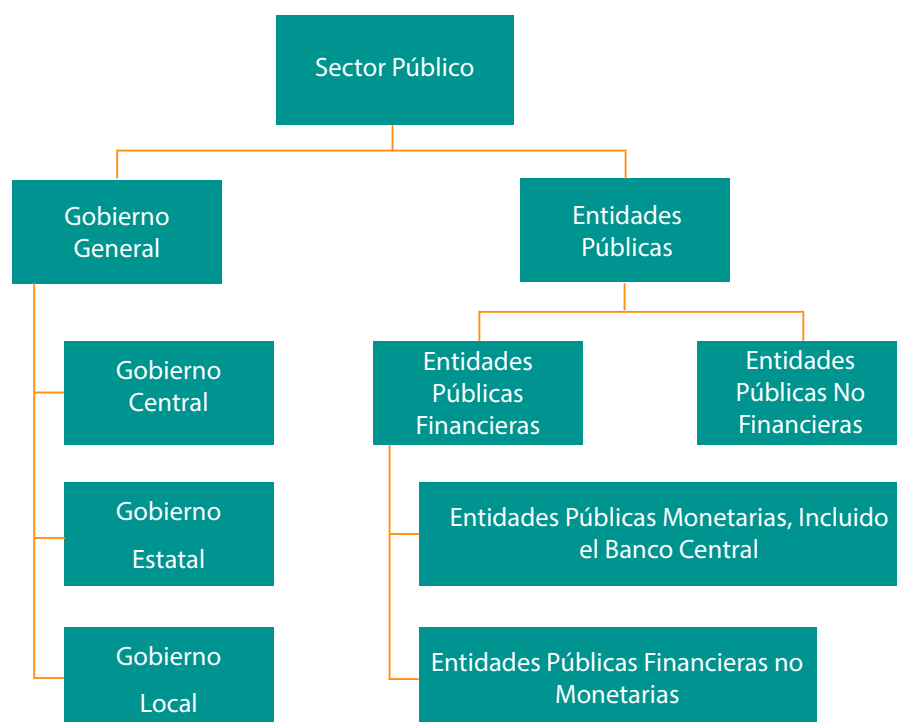 Sector Público
Gobierno
General
Entidades
Públicas
Gobierno
Central
Entidades
Públicas
Financieras
Entidades
Públicas No
Financieras
Gobierno
Estatal
Entidades Públicas Monetarias, Incluido
el Banco Central
Gobierno
Local
Entidades Públicas Financieras no
Monetarias